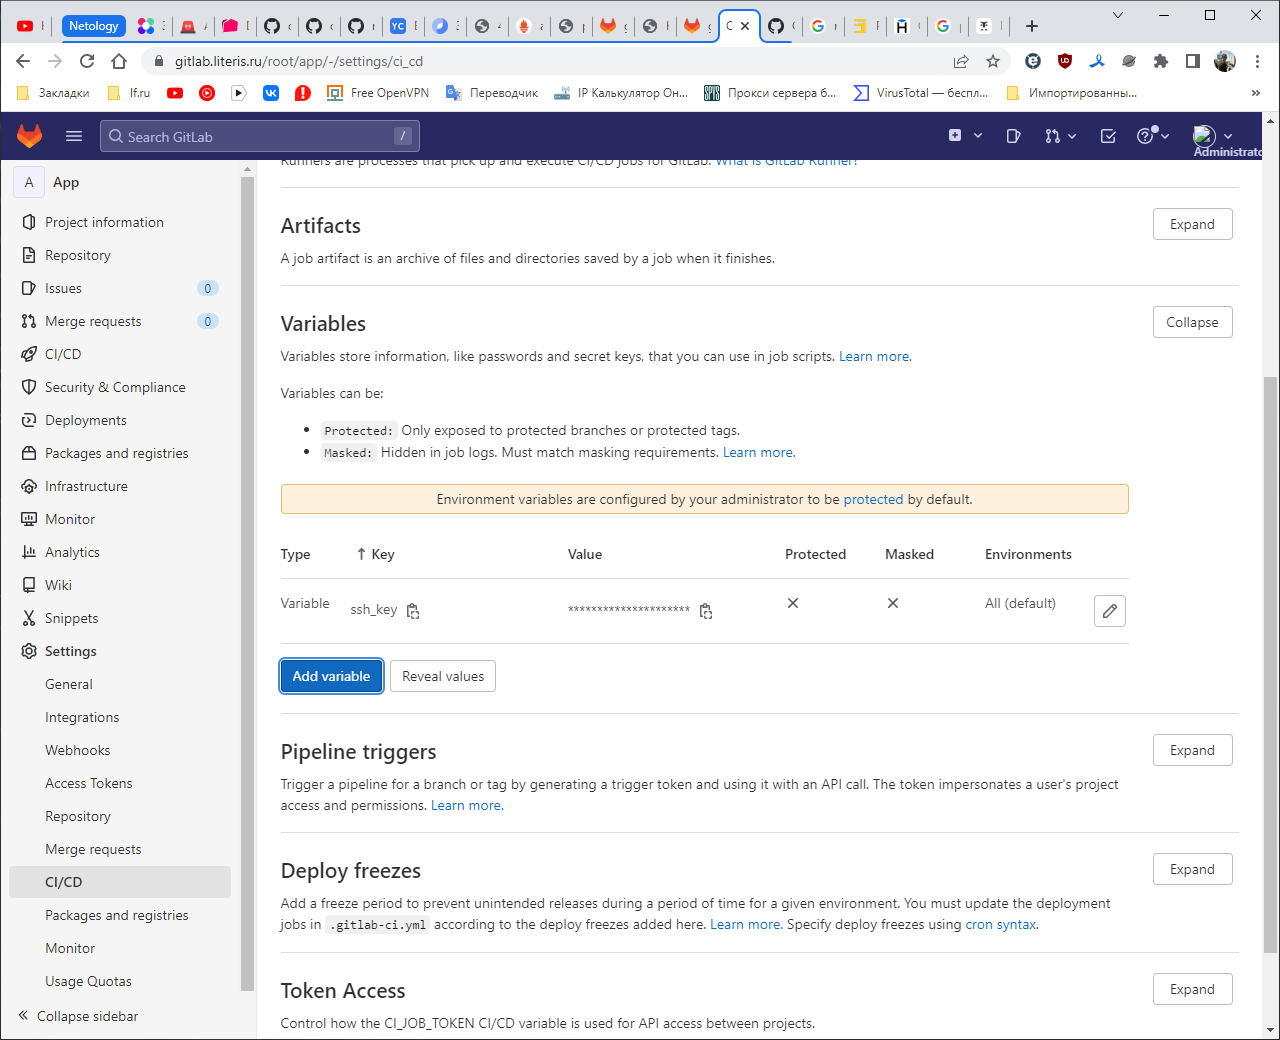 Netology
YC
gitlab.literis.ru/root/app/-/settings/ci_cd
Закладки
lf.ru
Free OpenVPN
Переводчик
IP Калькулятор Он...
Прокси сервера б...
VirusTotal — беспл...
Импортированны...
»
Search GitLab
/
Administrato
A
App
Project information
Repository
Issues
0
Merge requests
0
CI/CD
Security & Compliance
Deployments
Packages and registries
Infrastructure
Monitor
Analytics
Wiki
Snippets
Settings
General
Integrations
Webhooks
Access Tokens
Repository
Merge requests
CI/CD
Packages and registries
Monitor
Usage Quotas
Collapse sidebar
Runners are processes that pick up and execute CI/CD jobs for GitLab. What is GitLab Runner?
Artifacts
Expand
A job artifact is an archive of files and directories saved by a job when it finishes.
Variables
Collapse
Variables store information, like passwords and secret keys, that you can use in job scripts. Learn more.
Variables can be:
• Protected: Only exposed to protected branches or protected tags.
• Masked: Hidden in job logs. Must match masking requirements. Learn more.
Environment variables are configured by your administrator to be protected by default.
Type ↑ Key Value Protected Masked Environments
Variable ssh_key ********************* All (default)
Add variable
Reveal values
Pipeline triggers
Expand
Trigger a pipeline for a branch or tag by generating a trigger token and using it with an API call. The token impersonates a user's project
access and permissions. Learn more.
Deploy freezes
Expand
Add a freeze period to prevent unintended releases during a period of time for a given environment. You must update the deployment
jobs in .gitlab-ci.yml according to the deploy freezes added here. Learn more. Specify deploy freezes using cron syntax.
Token Access
Expand
Control how the CI_JOB_TOKEN CI/CD variable is used for API access between projects.